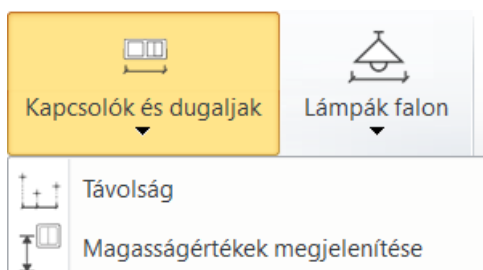 Kapcsolók és dugaljak
Lámpák falon
Távolság
Magasságértékek megjelenítése